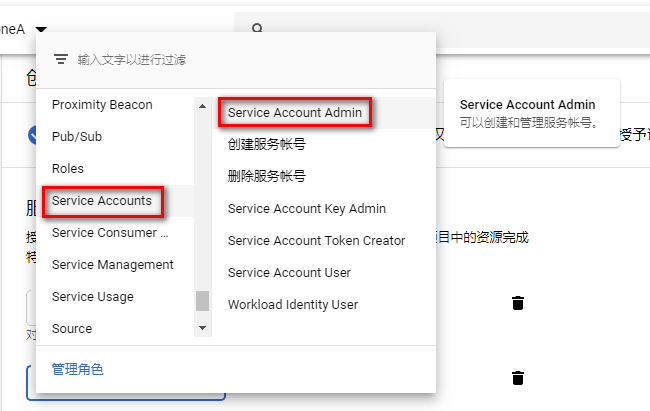 oneA
输入文字以进行过滤
Proximity Beacon
Pub/Sub
Roles
Service Accounts
Service Consumer ...
Service Management
Service Usage
Source
Service Account Admin
创建服务帐号
删除服务帐号
Service Account Key Admin
Service Account Token Creator
Service Account User
Workload Identity User
管理角色
Service Account Admin
可以创建和管理服务帐号。
授予
目中的资源完成
特
对